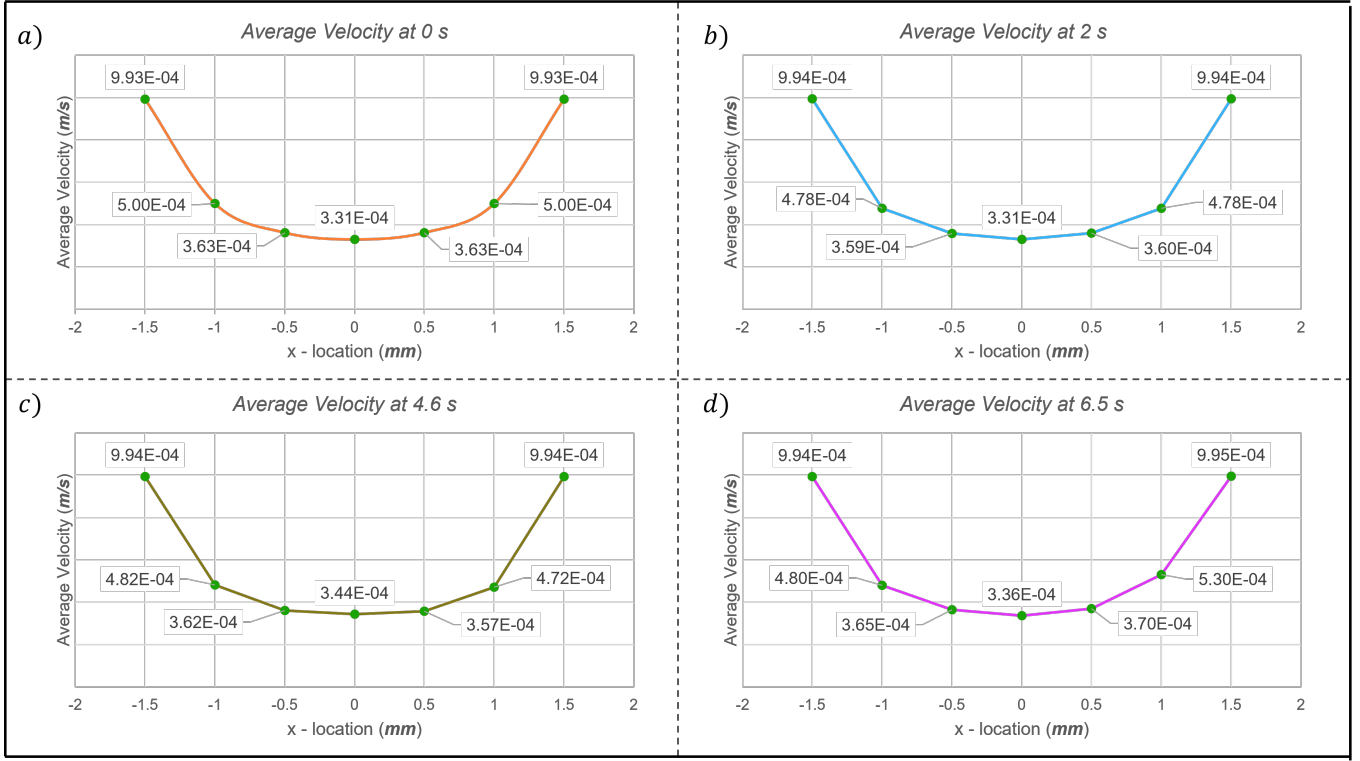 a)
Average Velocity at 0 s
9.93E-04
9.93E-04
5.00E-04
3.31E-04
5.00E-04
3.63E-04
3.63E-04
Average Velocity (m/s)
-2 -1.5 -1 -0.5 0 0.5 1 1.5 2
x - location (mm)
b)
Average Velocity at 2 s
9.94E-04
9.94E-04
4.78E-04
3.31E-04
4.78E-04
3.59E-04
3.60E-04
Average Velocity (m/s)
-2 -1.5 -1 -0.5 0 0.5 1 1.5 2
x - location (mm)
c)
Average Velocity at 4.6 s
9.94E-04
9.94E-04
4.82E-04
3.44E-04
4.72E-04
3.62E-04
3.57E-04
Average Velocity (m/s)
-2 -1.5 -1 -0.5 0 0.5 1 1.5 2
x - location (mm)
d)
Average Velocity at 6.5 s
9.94E-04
9.95E-04
4.80E-04
3.36E-04
5.30E-04
3.65E-04
3.70E-04
Average Velocity (m/s)
-2 -1.5 -1 -0.5 0 0.5 1 1.5 2
x - location (mm)